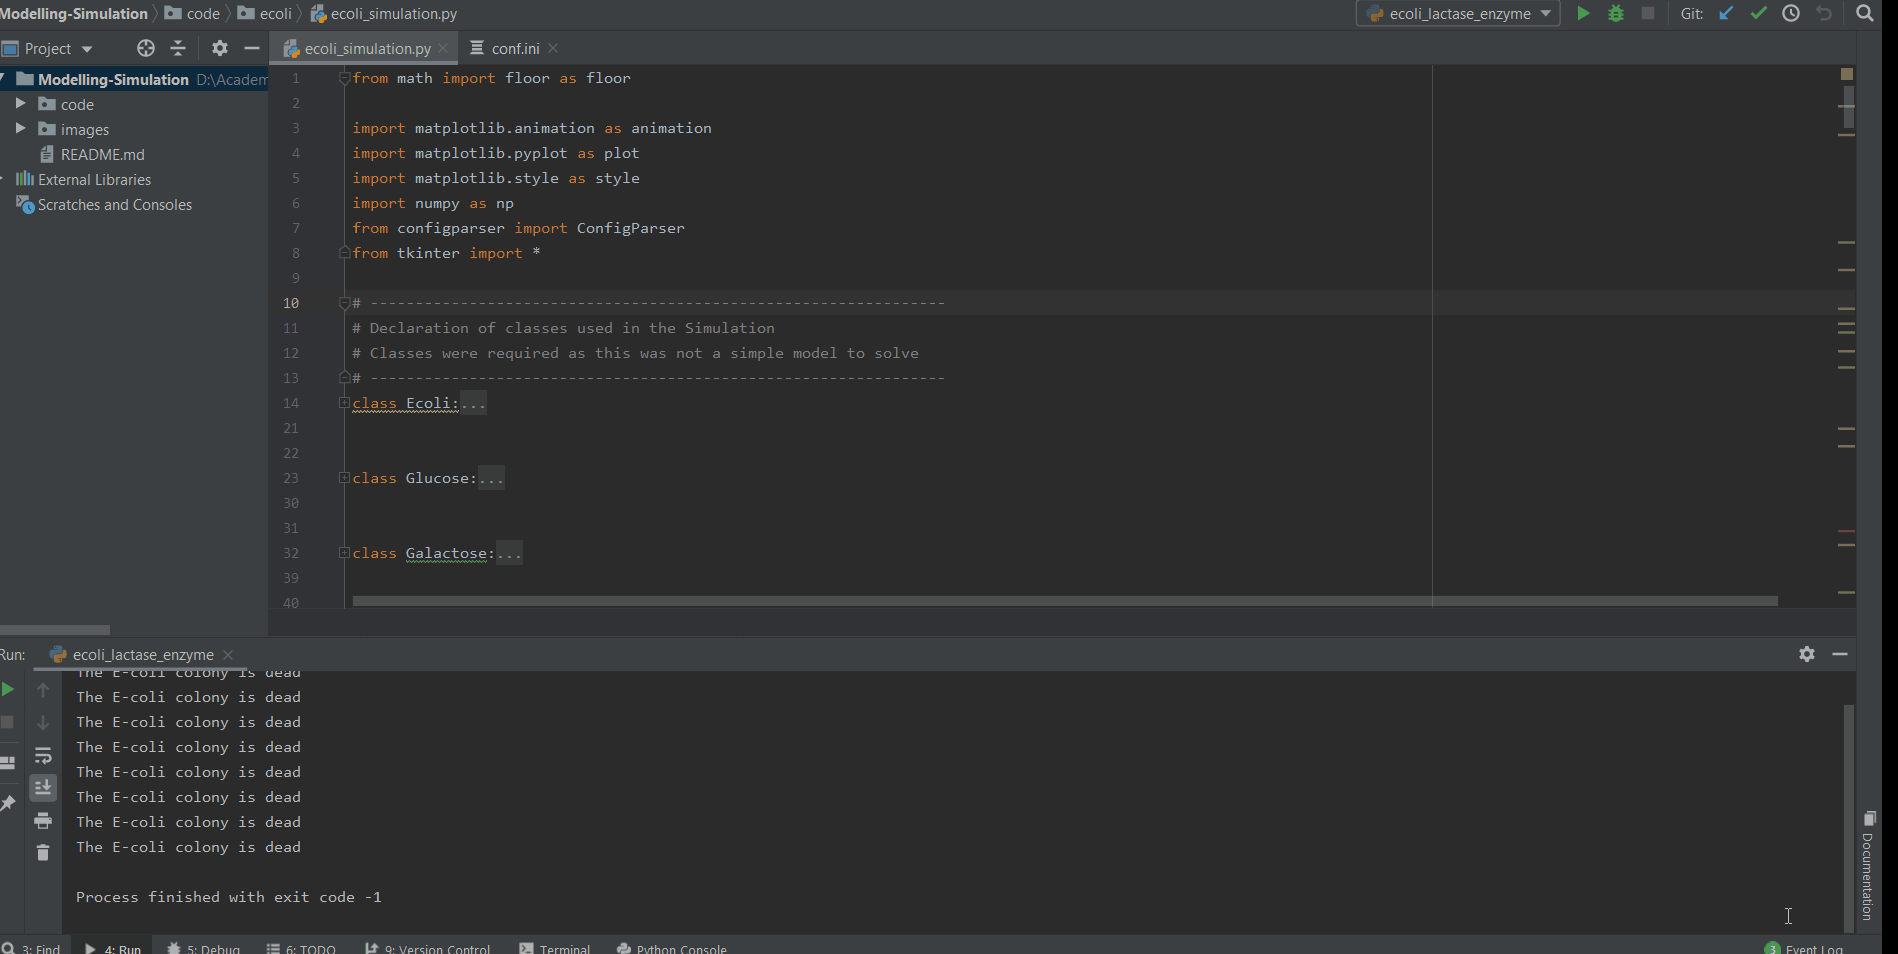 Modelling-Simulation code ecoli ecoli_simulation.py ecoli_lactase_enzyme Git:
Project ecoli_simulation.py conf.ini
Modelling-Simulation D:\Academ
code
images
README.md
External Libraries
Scratches and Consoles
1 from math import floor as floor
2
3 import matplotlib.animation as animation
4 import matplotlib.pyplot as plot
5 import matplotlib.style as style
6 import numpy as np
7 from configparser import ConfigParser
8 from tkinter import *
9
10 # ----------------------------------------------------------------
11 # Declaration of classes used in the Simulation
12 # Classes were required as this was not a simple model to solve
13 # ----------------------------------------------------------------
14 class Ecoli:...
21
22
23 class Glucose:...
30
31
32 class Galactose:...
39
40
Run: ecoli_lactase_enzyme
The E-coli colony is dead
The E-coli colony is dead
The E-coli colony is dead
The E-coli colony is dead
The E-coli colony is dead
The E-coli colony is dead
The E-coli colony is dead
The E-coli colony is dead
Process finished with exit code -1
Documentation
3: Find 4: Run 5: Debug 6: TODO 9: Version Control Terminal Python Console 3 Event Log